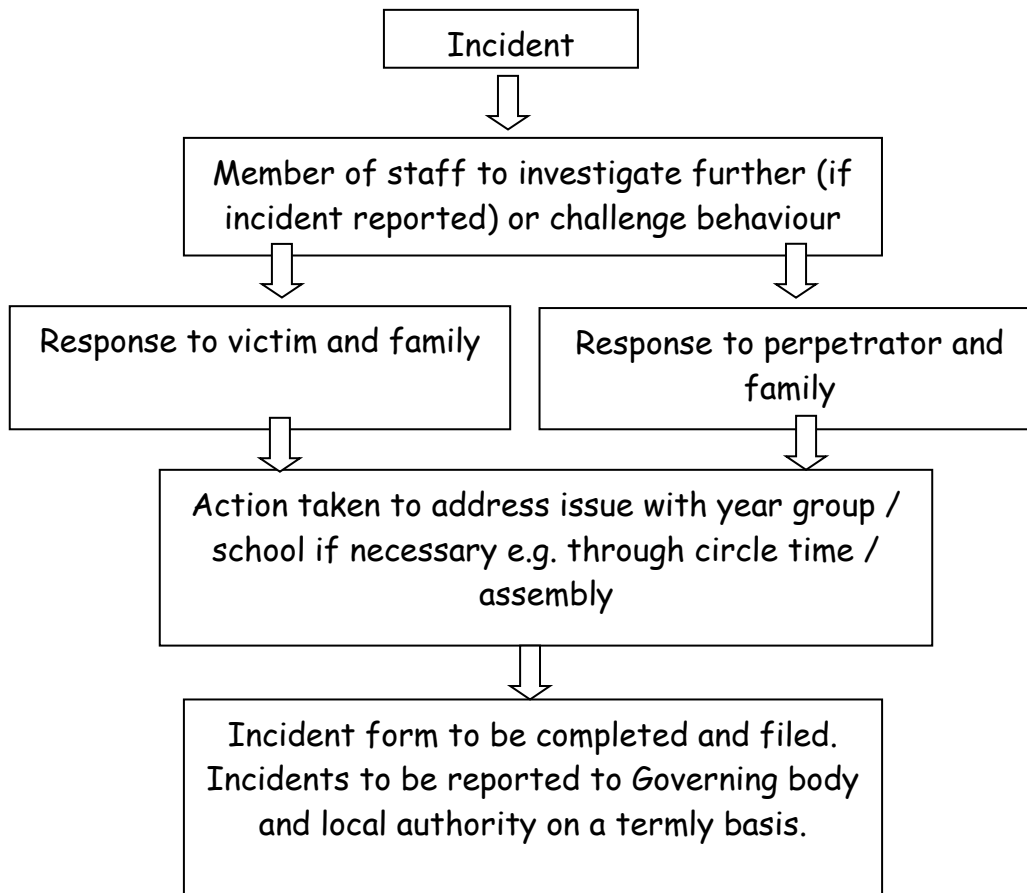 Incident
Member of staff to investigate further (if
incident reported) or challenge behaviour
Response to victim and family
Response to perpetrator and
family
Action taken to address issue with year group /
school if necessary e.g. through circle time /
assembly
Incident form to be completed and filed.
Incidents to be reported to Governing body
and local authority on a termly basis.